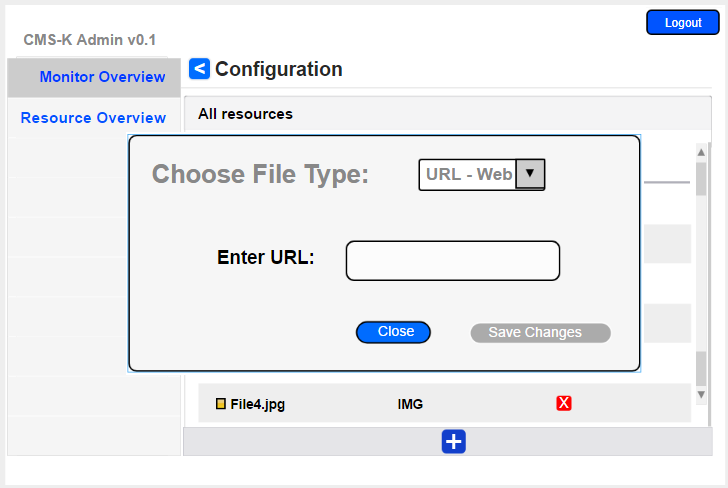 Logout
CMS-K Admin v0.1
Monitor Overview
< Configuration
Resource Overview
All resources
Choose File Type: URL - Web ▼
Enter URL:
Close Save Changes
File4.jpg IMG X
+